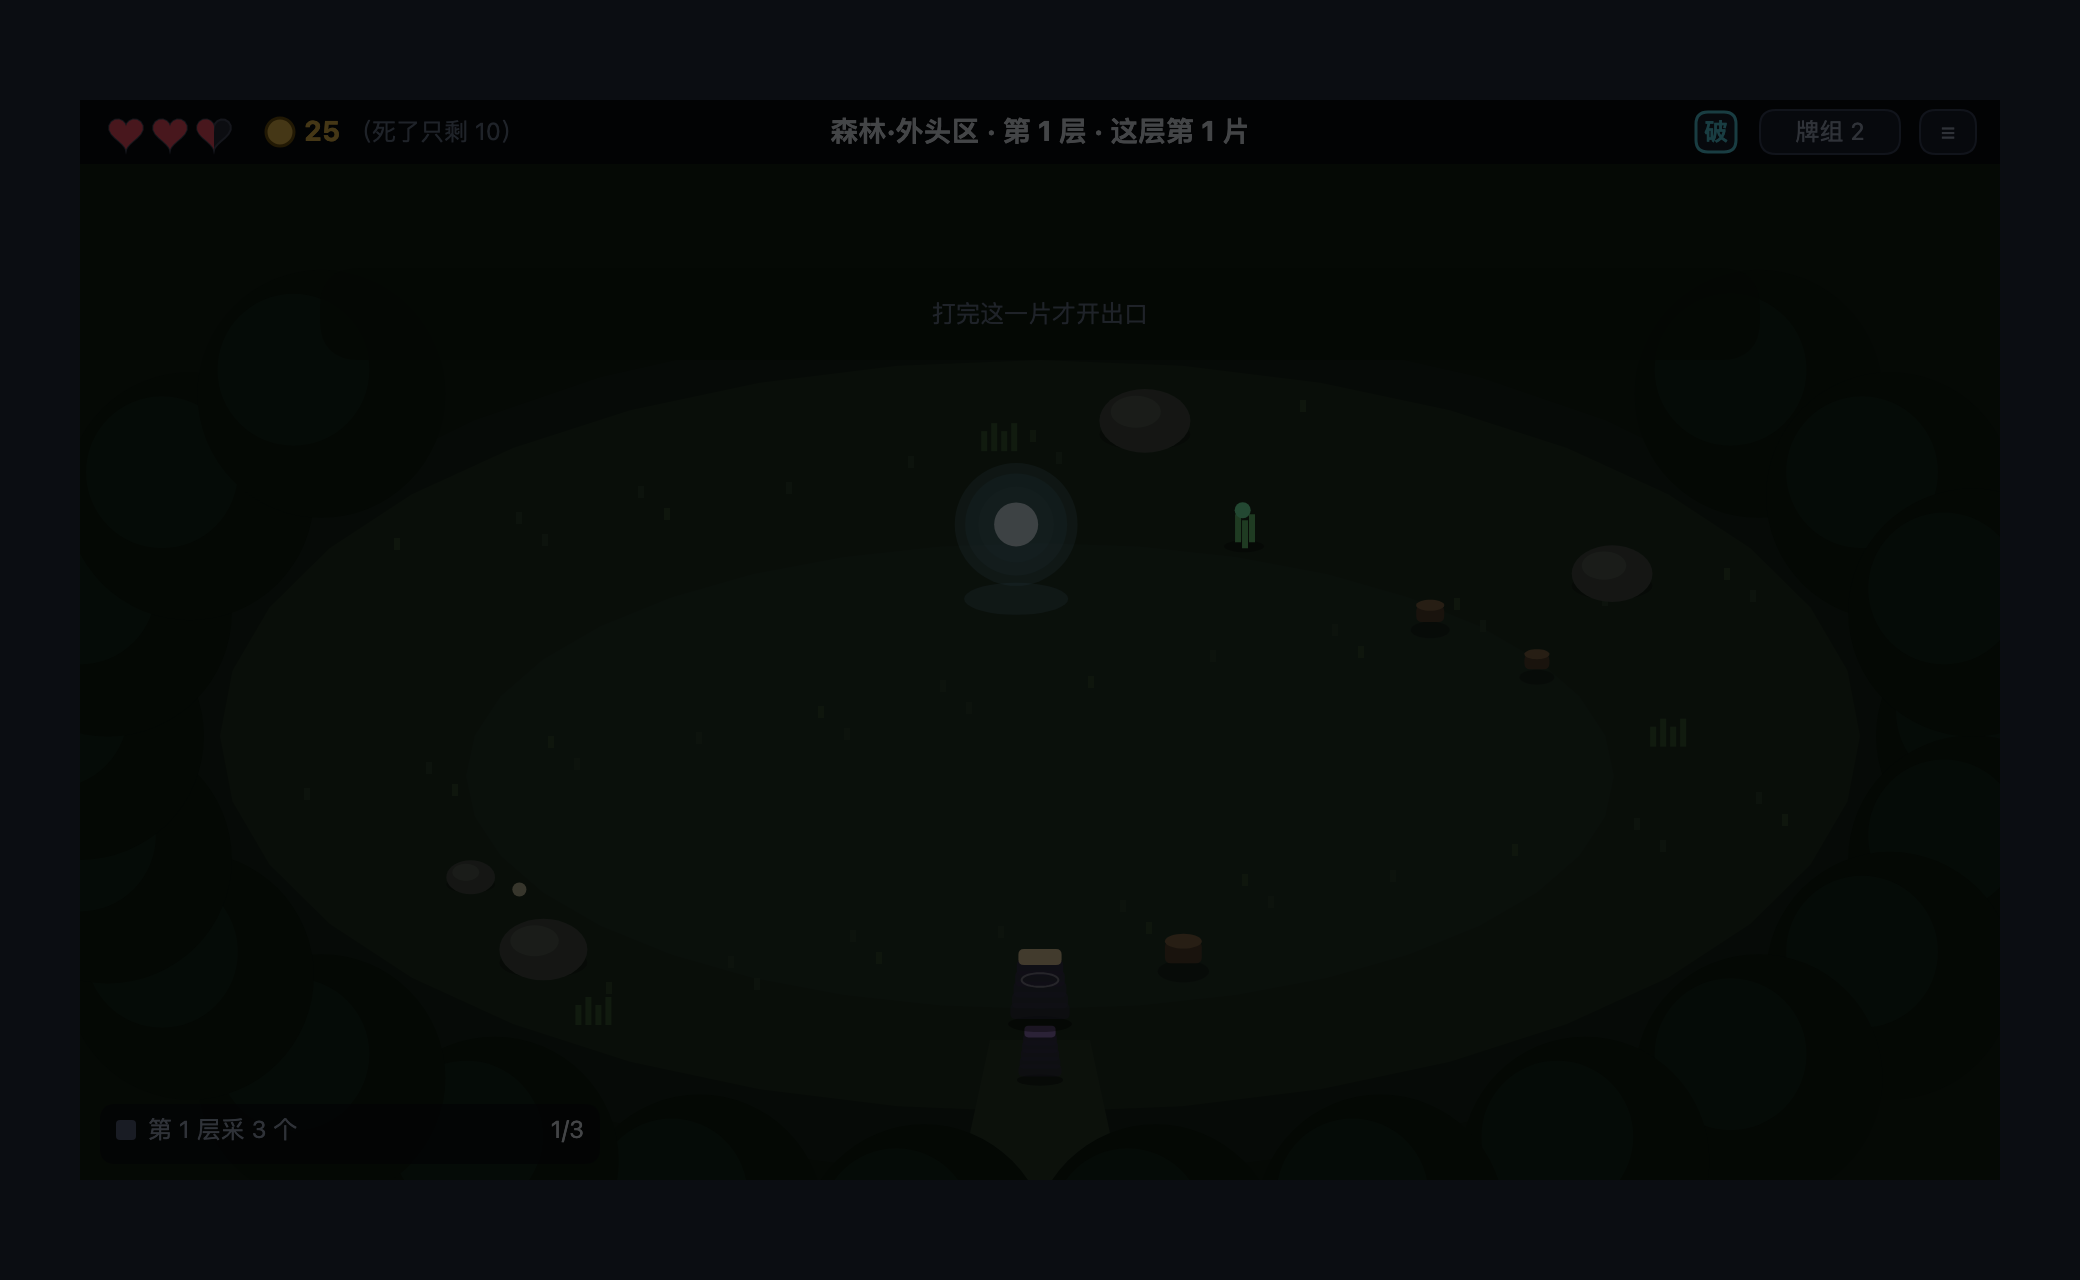 25 (死了只剩 10)
森林·外头区 · 第 1 层 · 这层第 1 片
破
牌组 2
≡
打完这一片才开出口
第 1 层采 3 个 1/3